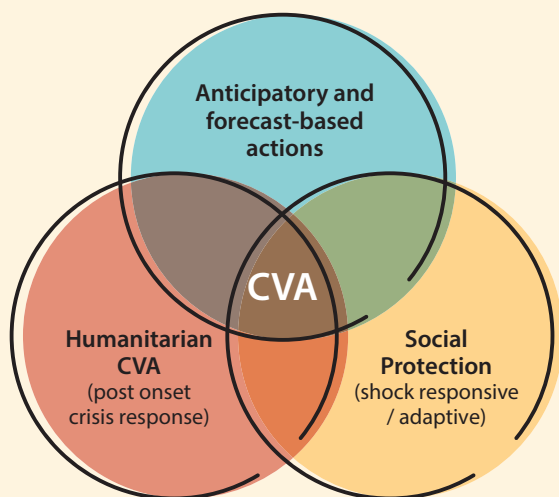 Anticipatory and
forecast-based
actions
CVA
Humanitarian
CVA
(post onset
crisis response)
Social
Protection
(shock responsive
/ adaptive)